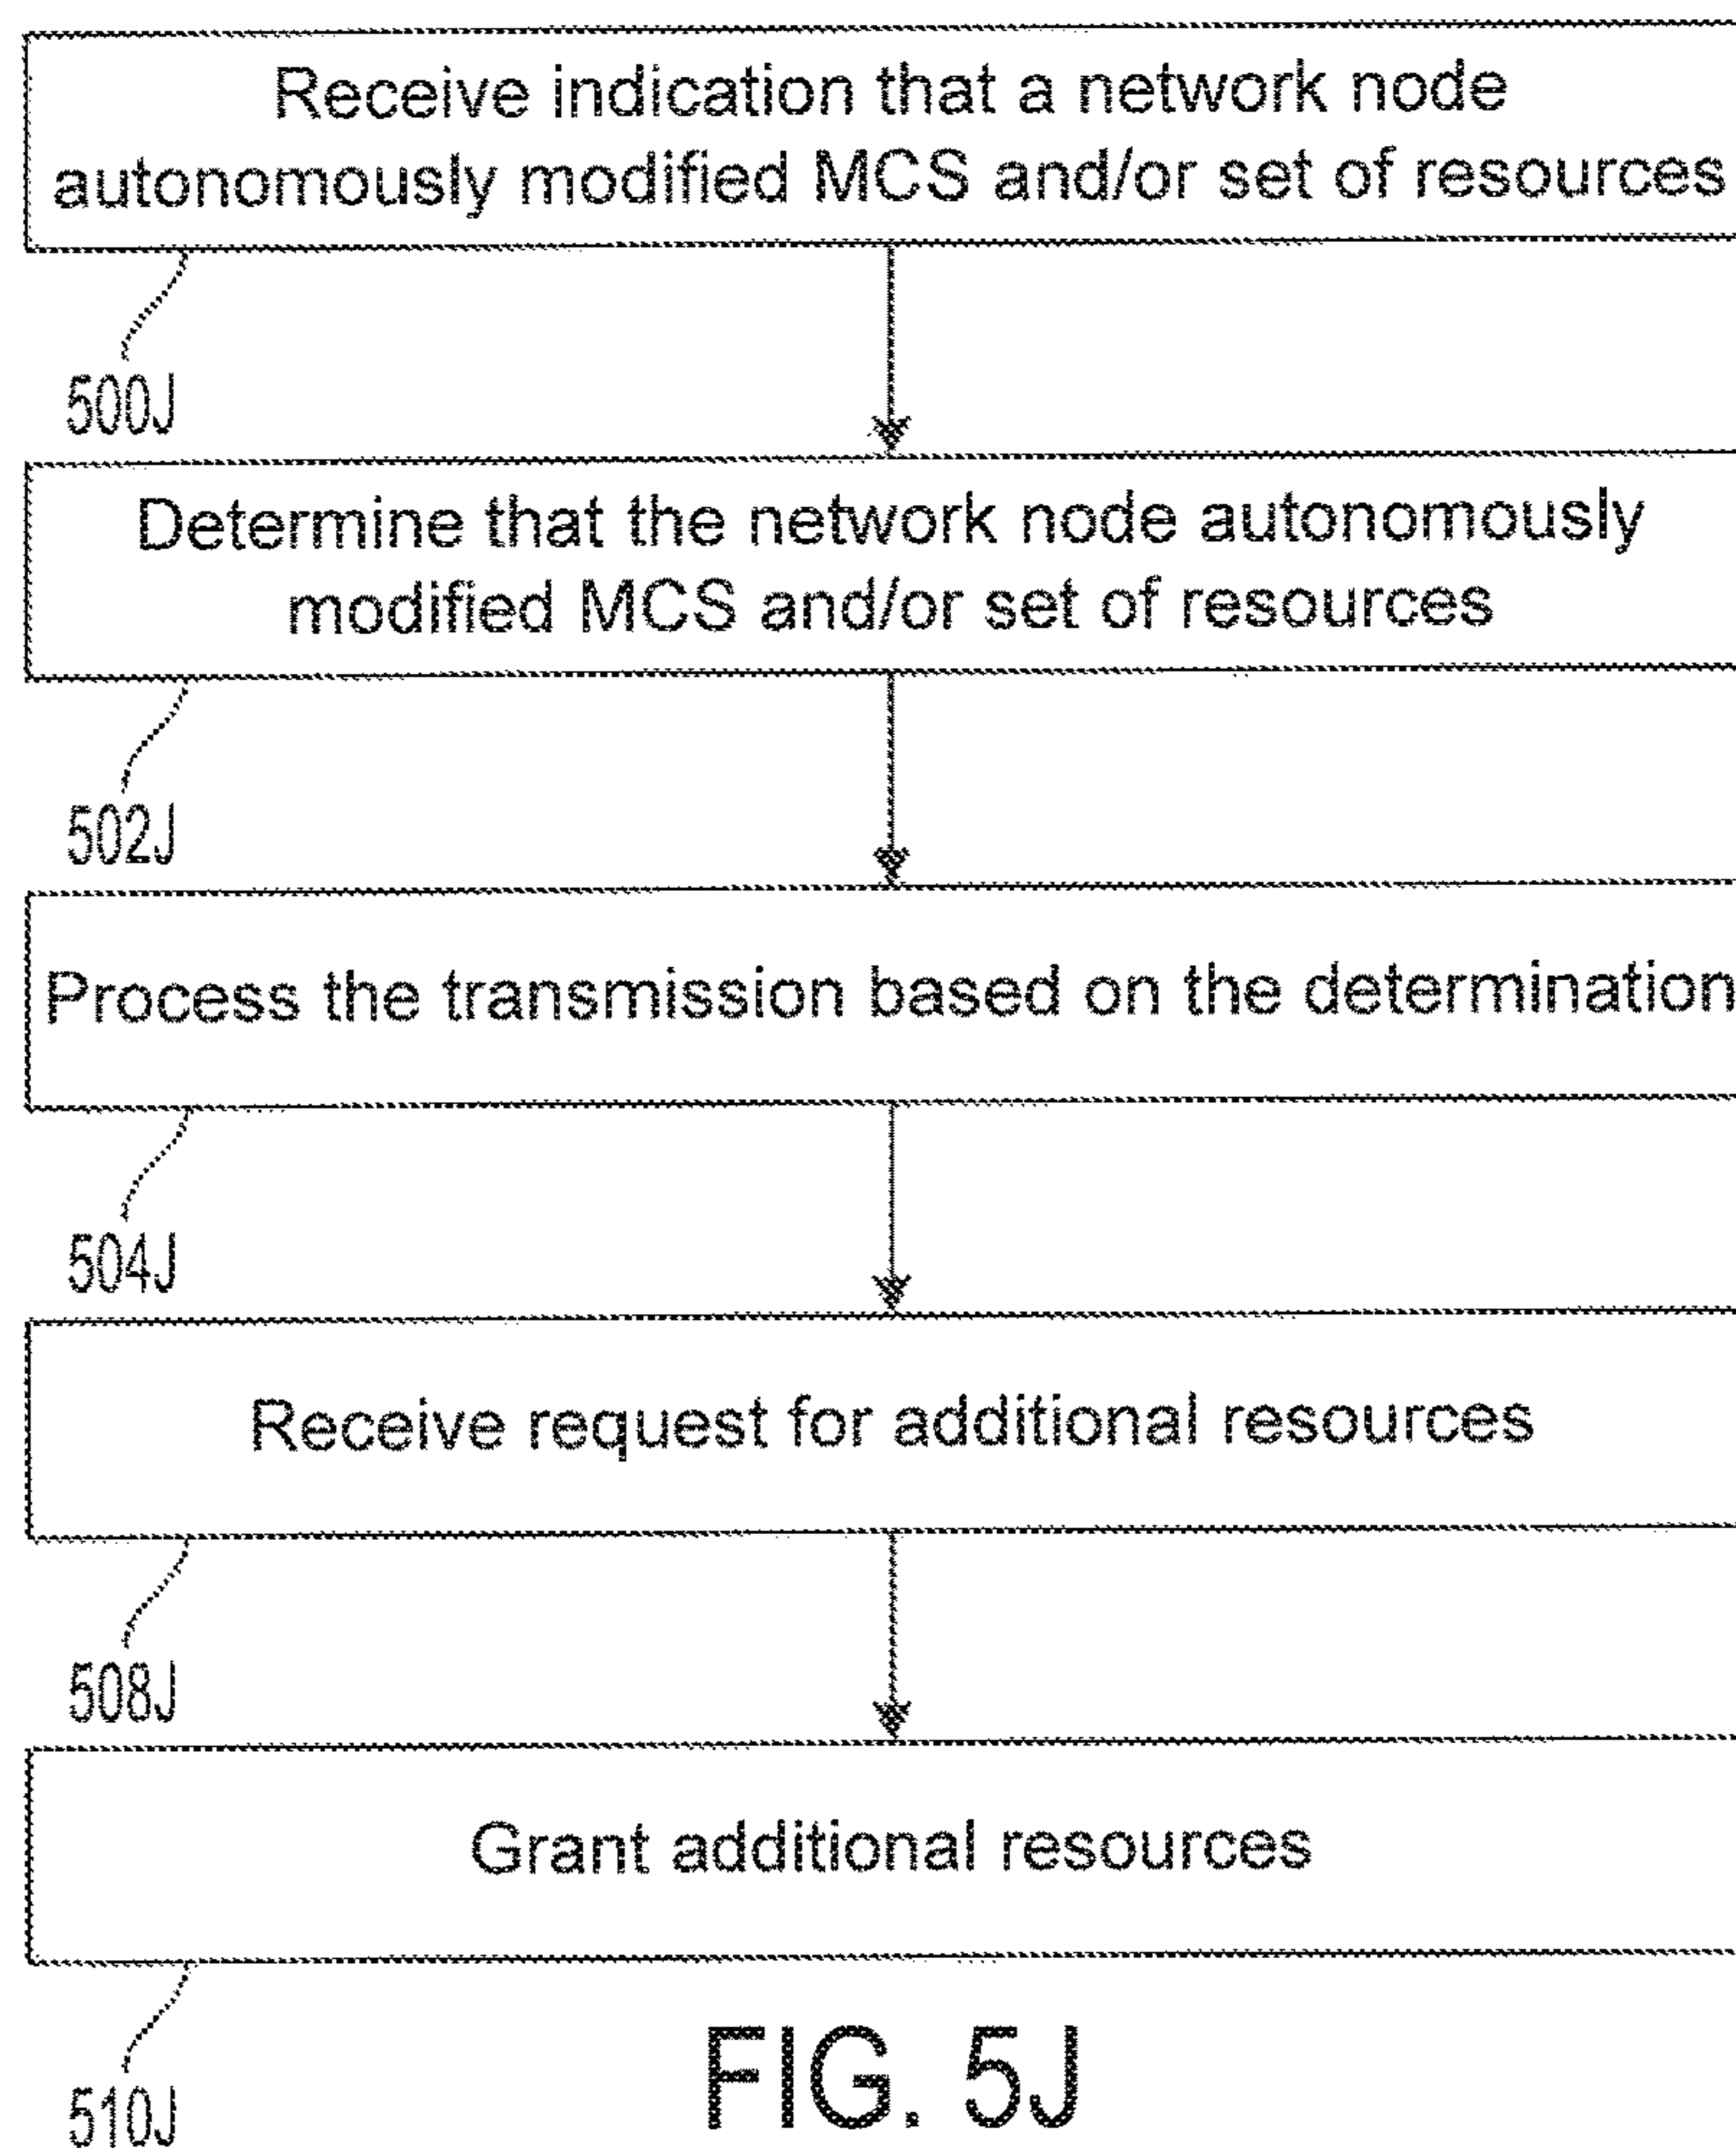 Receive indication that a network node
autonomously modified MCS and/or set of resources
500J
Determine that the network node autonomously
modified MCS and/or set of resources
502J
Process the transmission based on the determination
504J
Receive request for additional resources
508J
Grant additional resources
510J
FIG. 5J